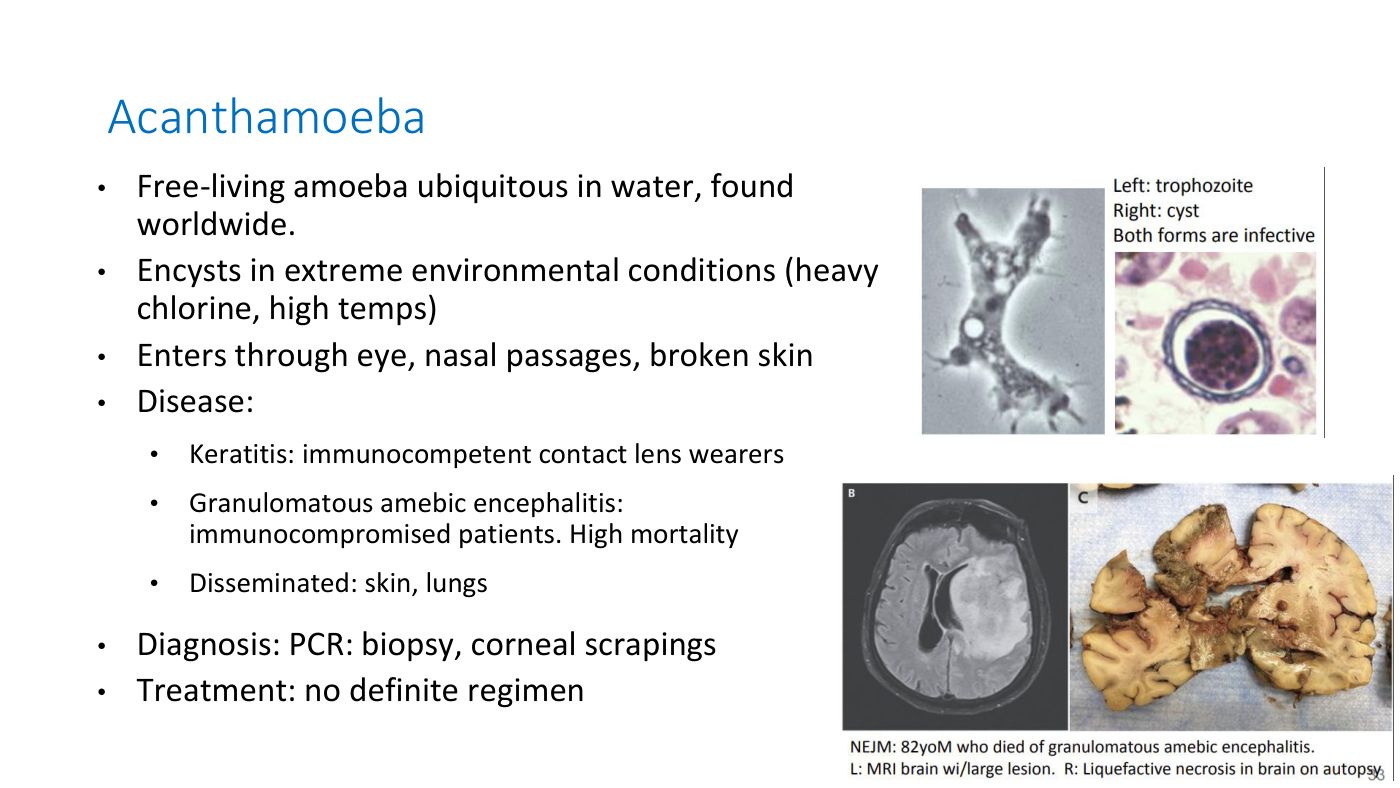 Acanthamoeba
• Free-living amoeba ubiquitous in water, found
worldwide.
• Encysts in extreme environmental conditions (heavy
chlorine, high temps)
• Enters through eye, nasal passages, broken skin
• Disease:
• Keratitis: immunocompetent contact lens wearers
• Granulomatous amebic encephalitis:
immunocompromised patients. High mortality
• Disseminated: skin, lungs
• Diagnosis: PCR: biopsy, corneal scrapings
• Treatment: no definite regimen
Left: trophozoite
Right: cyst
Both forms are infective
B
C
NEJM: 82yoM who died of granulomatous amebic encephalitis.
L: MRI brain wi/large lesion. R: Liquefactive necrosis in brain on autopsy
33